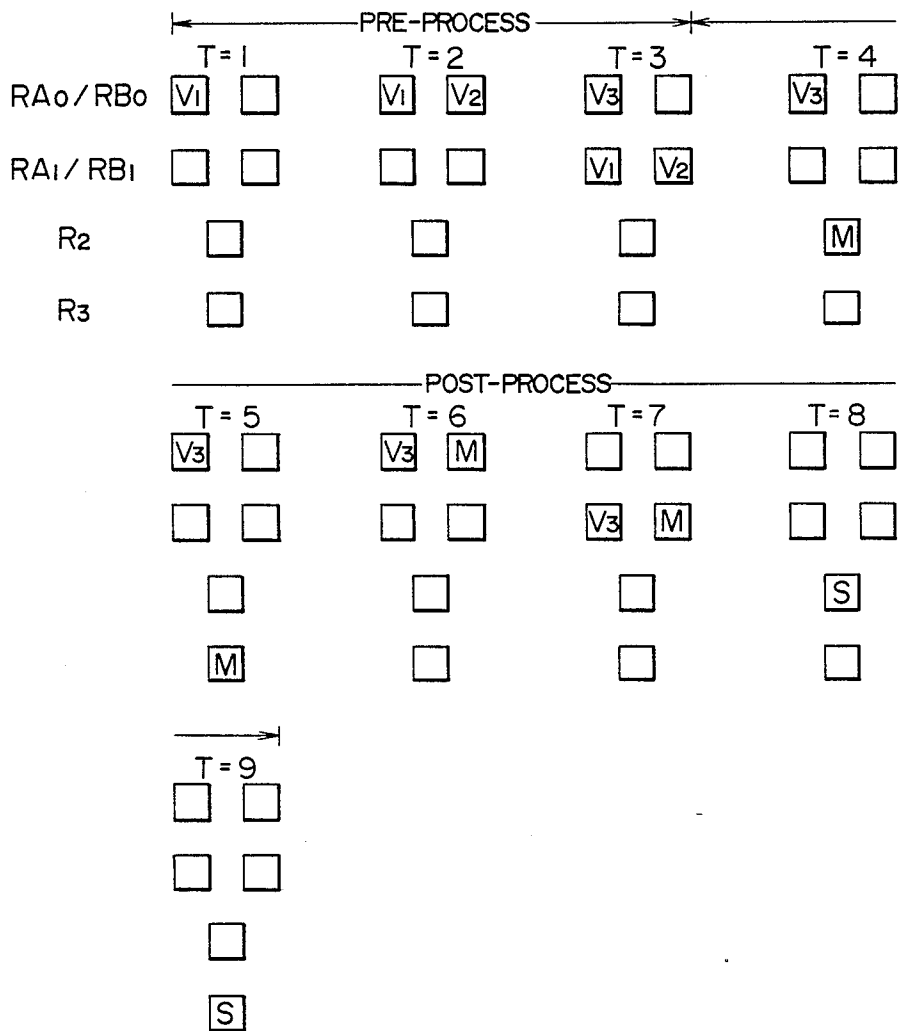 PRE-PROCESS
T=1 T=2 T=3 T=4
RA0/RB0 V1 V1 V2 V3 V3
RA1/RB1 V1 V2
R2 M
R3
POST-PROCESS
T=5 T=6 T=7 T=8
V3 V3 M
V3 M
S
M
T=9
S